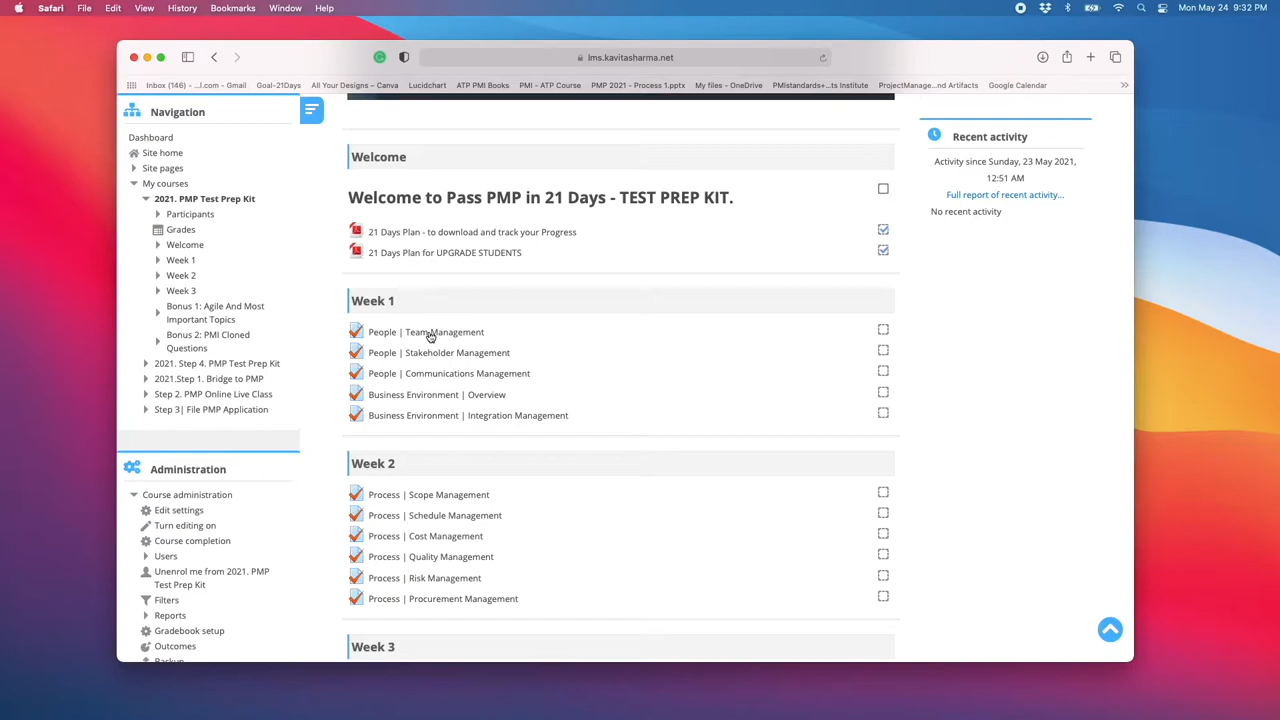 Safari File Edit View History Bookmarks Window Help Mon May 24 9:32 PM
lms.kavitasharma.net
Inbox (146) - ...l.com - Gmail Goal-21Days All Your Designs - Canva Lucidchart ATP PMI Books PMI - ATP Course PMP 2021 - Process 1.pptx My files - OneDrive PMIstandards+...ts Institute ProjectManage...nd Artifacts Google Calendar
Navigation
Dashboard
Site home
Site pages
My courses
2021. PMP Test Prep Kit
Participants
Grades
Welcome
Week 1
Week 2
Week 3
Bonus 1: Agile And Most
Important Topics
Bonus 2: PMI Cloned
Questions
2021. Step 4. PMP Test Prep Kit
2021.Step 1. Bridge to PMP
Step 2. PMP Online Live Class
Step 3| File PMP Application
Administration
Course administration
Edit settings
Turn editing on
Course completion
Users
Unenrol me from 2021. PMP
Test Prep Kit
Filters
Reports
Gradebook setup
Outcomes
Backup
Welcome
Welcome to Pass PMP in 21 Days - TEST PREP KIT.
21 Days Plan - to download and track your Progress
21 Days Plan for UPGRADE STUDENTS
Week 1
People | Team Management
People | Stakeholder Management
People | Communications Management
Business Environment | Overview
Business Environment | Integration Management
Week 2
Process | Scope Management
Process | Schedule Management
Process | Cost Management
Process | Quality Management
Process | Risk Management
Process | Procurement Management
Week 3
Recent activity
Activity since Sunday, 23 May 2021,
12:51 AM
Full report of recent activity...
No recent activity